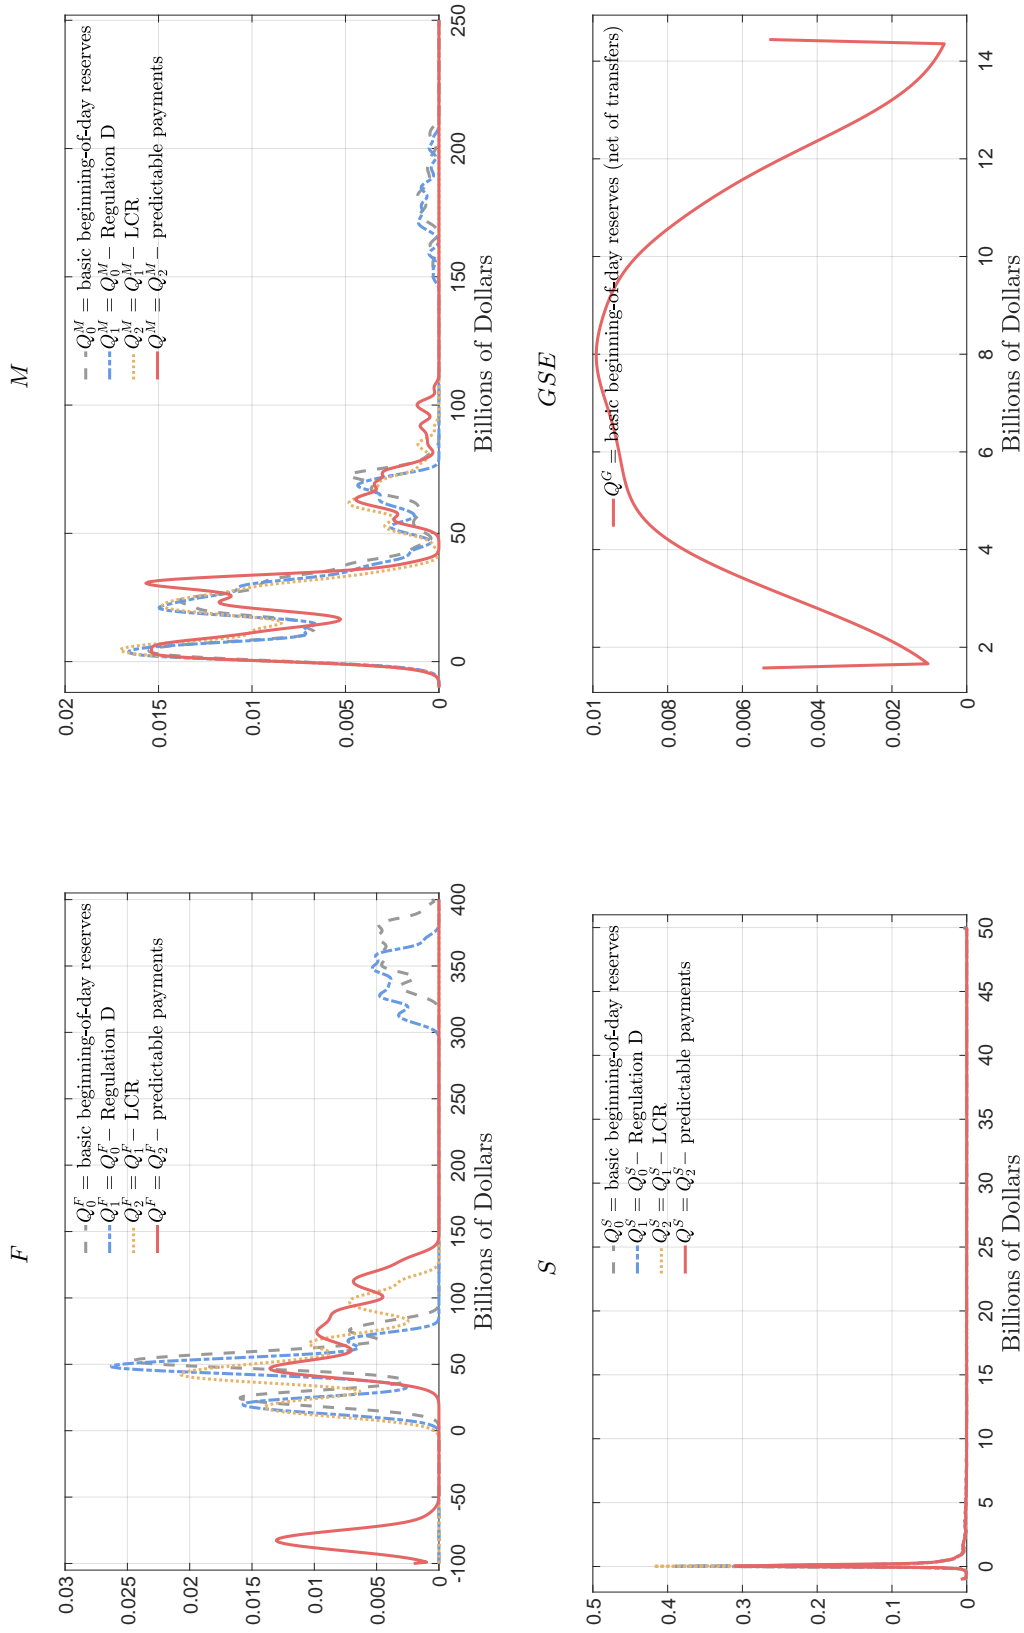 F
0.03
0.025
0.02
0.015
0.01
0.005
0
-100
-50
0
50
100
150
200
250
300
350
400
Q_0^F = basic beginning-of-day reserves
Q_1^F = Q_0^F − Regulation D
Q_2^F = Q_1^F − LCR
Q^F = Q_2^F − predictable payments
Billions of Dollars
M
0.02
0.015
0.01
0.005
0
0
50
100
150
200
250
Q_0^M = basic beginning-of-day reserves
Q_1^M = Q_0^M − Regulation D
Q_2^M = Q_1^M − LCR
Q^M = Q_2^M − predictable payments
Billions of Dollars
S
0.5
0.4
0.3
0.2
0.1
0
0
5
10
15
20
25
30
35
40
45
50
Q_0^S = basic beginning-of-day reserves
Q_1^S = Q_0^S − Regulation D
Q_2^S = Q_1^S − LCR
Q^S = Q_2^S − predictable payments
Billions of Dollars
GSE
0.01
0.008
0.006
0.004
0.002
0
2
4
6
8
10
12
14
Q^G = basic beginning-of-day reserves (net of transfers)
Billions of Dollars